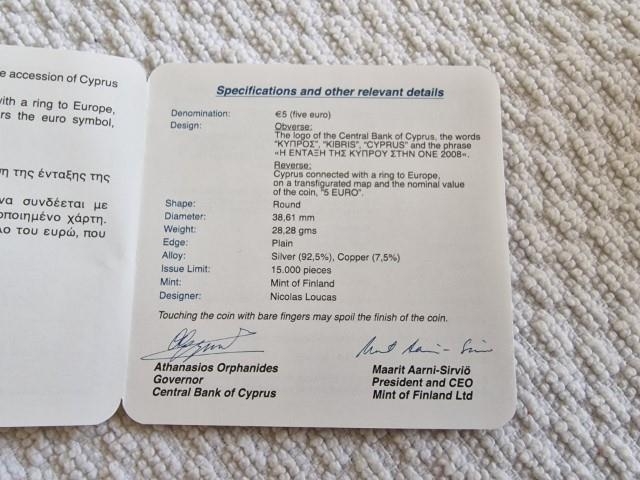 e accession of Cyprus
with a ring to Europe,
rs the euro symbol,
η της ένταξης της
να συνδέεται με
οποιημένο χάρτη.
λο του ευρώ, που
Specifications and other relevant details
Denomination: €5 (five euro)
Design: Obverse:
The logo of the Central Bank of Cyprus, the words
"ΚΥΠΡΟΣ", "KIBRIS", "CYPRUS" and the phrase
«Η ΕΝΤΑΞΗ ΤΗΣ ΚΥΠΡΟΥ ΣΤΗΝ ΟΝΕ 2008».
Reverse:
Cyprus connected with a ring to Europe,
on a transfigurated map and the nominal value
of the coin, "5 EURO".
Shape: Round
Diameter: 38,61 mm
Weight: 28,28 gms
Edge: Plain
Alloy: Silver (92,5%), Copper (7,5%)
Issue Limit: 15.000 pieces
Mint: Mint of Finland
Designer: Nicolas Loucas
Touching the coin with bare fingers may spoil the finish of the coin.
Athanasios Orphanides
Governor
Central Bank of Cyprus
Maarit Aarni-Sirviö
President and CEO
Mint of Finland Ltd